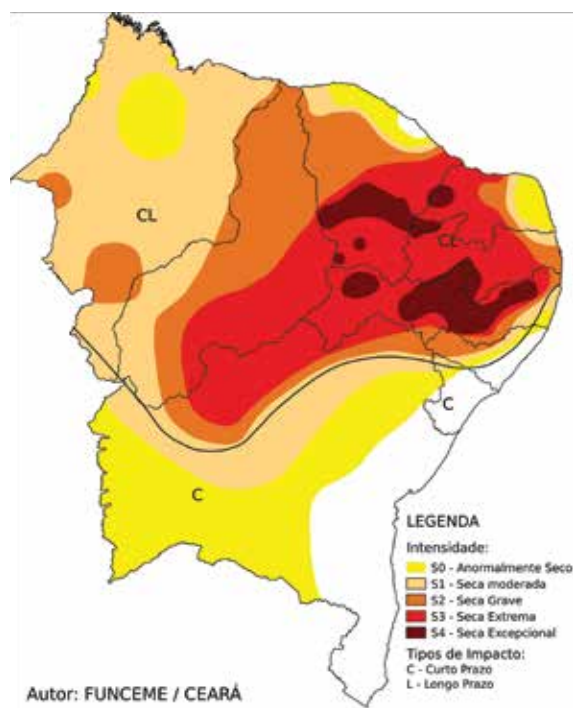 CL
CL
C
C
LEGENDA
Intensidade:
S0 - Anormalmente Seco
S1 - Seca moderada
S2 - Seca Grave
S3 - Seca Extrema
S4 - Seca Excepcional
Tipos de Impacto:
C - Curto Prazo
L - Longo Prazo
Autor: FUNCEME / CEARÁ